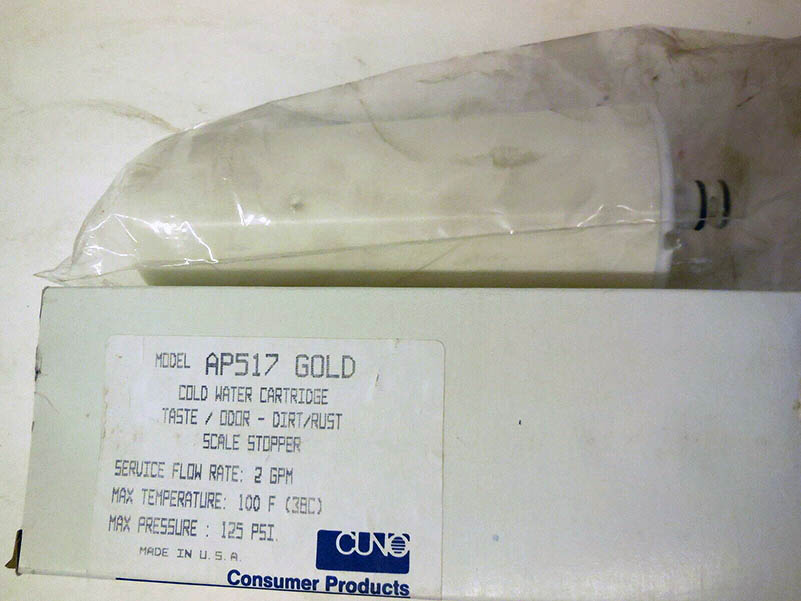 MODEL AP517 GOLD
COLD WATER CARTRIDGE
TASTE / ODOR - DIRT/RUST
SCALE STOPPER
SERVICE FLOW RATE: 2 GPM
MAX TEMPERATURE: 100 F (38C)
MAX PRESSURE : 125 PSI.
MADE IN U.S.A.
CUNO
Consumer Products